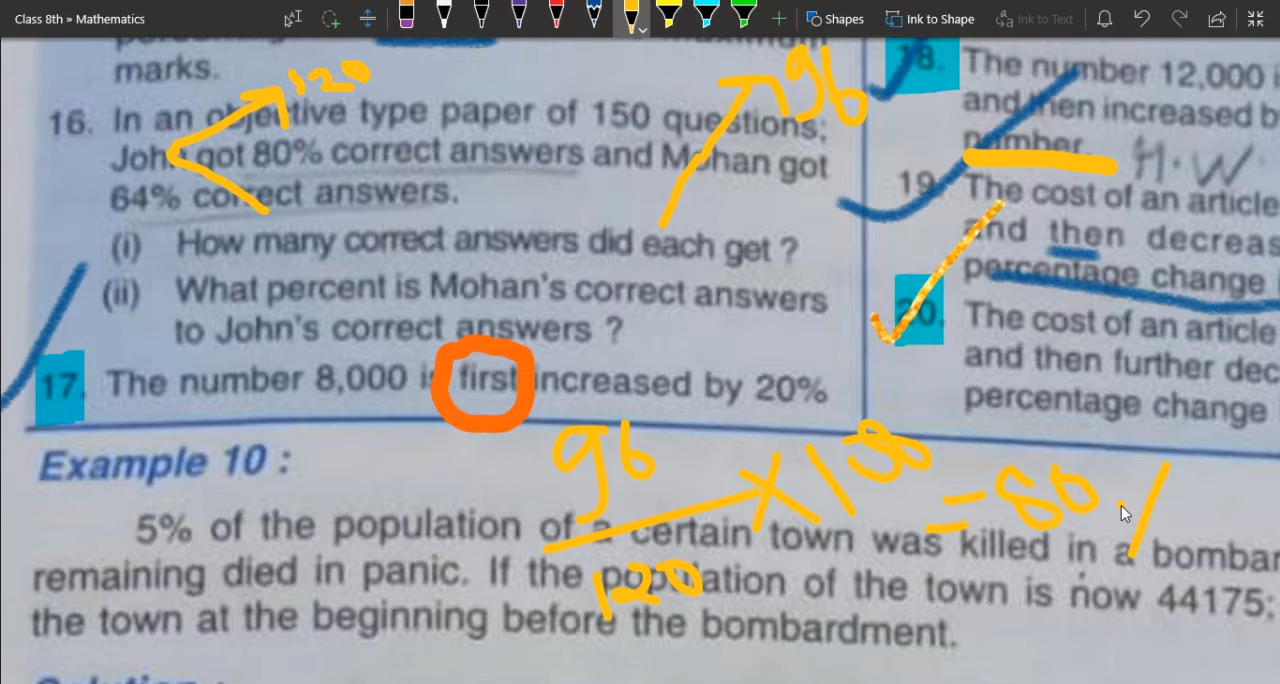 Class 8th » Mathematics
Shapes
Ink to Shape
Ink to Text
marks.
16. In an objective type paper of 150 questions;
John got 80% correct answers and Mohan got
64% correct answers.
(i) How many correct answers did each get ?
(ii) What percent is Mohan's correct answers
to John's correct answers ?
17. The number 8,000 is first increased by 20%
120
96
18. The number 12,000
and then increased b
number.
H.W
19. The cost of an article
and then decreas
percentage change
20. The cost of an article
and then further dec
percentage change
Example 10 :
5% of the population of a certain town was killed in a bombar
remaining died in panic. If the population of the town is now 44175;
the town at the beginning before the bombardment.
96
120
×100 = 80%